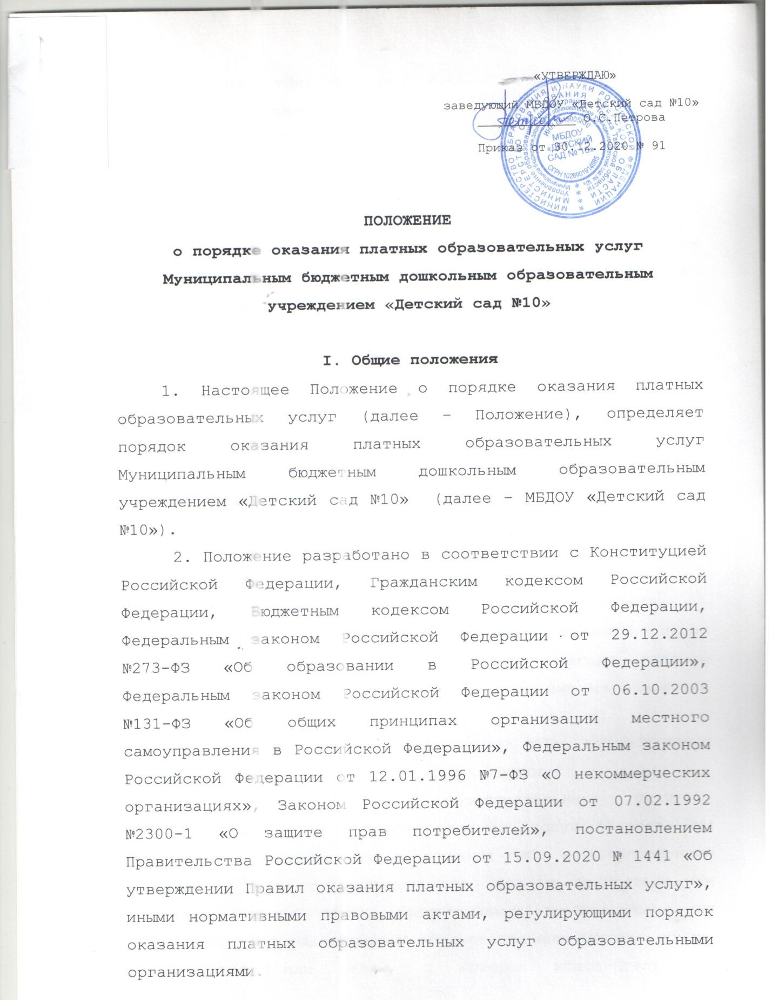 «УТВЕРЖДАЮ»
заведующий МБДОУ «Детский сад №10»
О.С.Петрова
Приказ от 30.12.2020 № 91
МБДОУ
«ДЕТСКИЙ
САД № 10»
ОГРН 1026901914885
ПОЛОЖЕНИЕ
о порядке оказания платных образовательных услуг
Муниципальным бюджетным дошкольным образовательным
учреждением «Детский сад №10»
I. Общие положения
1. Настоящее Положение о порядке оказания платных
образовательных услуг (далее – Положение), определяет
порядок оказания платных образовательных услуг
Муниципальным бюджетным дошкольным образовательным
учреждением «Детский сад №10» (далее – МБДОУ «Детский сад
№10»).
2. Положение разработано в соответствии с Конституцией
Российской Федерации, Гражданским кодексом Российской
Федерации, Бюджетным кодексом Российской Федерации,
Федеральным законом Российской Федерации от 29.12.2012
№273-ФЗ «Об образовании в Российской Федерации»,
Федеральным законом Российской Федерации от 06.10.2003
№131-ФЗ «Об общих принципах организации местного
самоуправления в Российской Федерации», Федеральным законом
Российской Федерации от 12.01.1996 №7-ФЗ «О некоммерческих
организациях», Законом Российской Федерации от 07.02.1992
№2300-1 «О защите прав потребителей», постановлением
Правительства Российской Федерации от 15.09.2020 № 1441 «Об
утверждении Правил оказания платных образовательных услуг»,
иными нормативными правовыми актами, регулирующими порядок
оказания платных образовательных услуг образовательными
организациями.